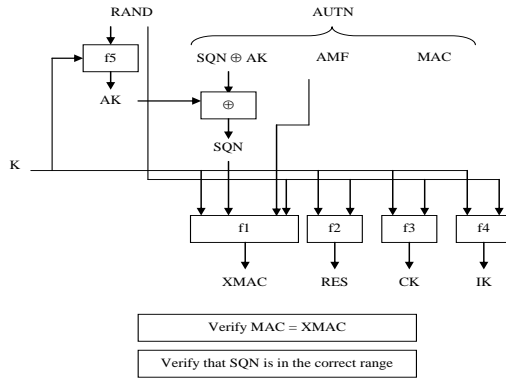 RAND
AUTN
f5
SQN ⊕ AK
AMF
MAC
AK
⊕
SQN
K
f1
f2
f3
f4
XMAC
RES
CK
IK
Verify MAC = XMAC
Verify that SQN is in the correct range